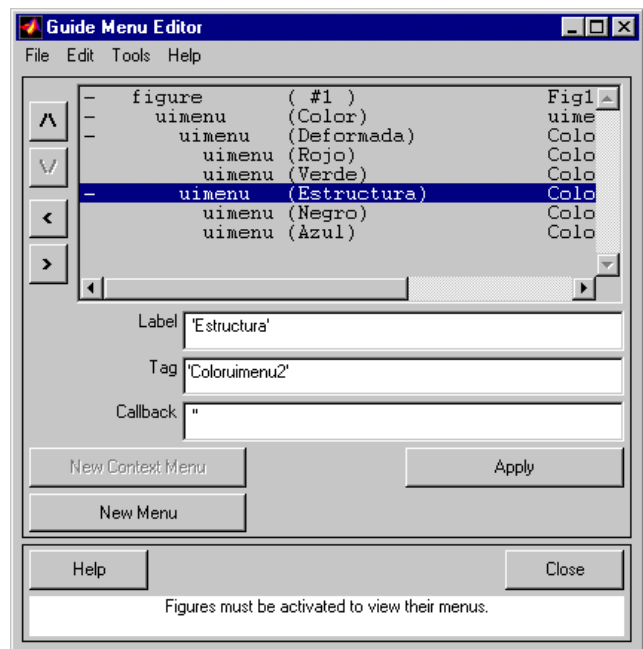 Guide Menu Editor
File Edit Tools Help
- figure ( #1 ) Fig1
- uimenu (Color) uime
- uimenu (Deformada) Colo
uimenu (Rojo) Colo
uimenu (Verde) Colo
- uimenu (Estructura) Colo
uimenu (Negro) Colo
uimenu (Azul) Colo
/\
\/
<
>
Label 'Estructura'
Tag 'Coloruimenu2'
Callback ''
New Context Menu Apply
New Menu
Help Close
Figures must be activated to view their menus.